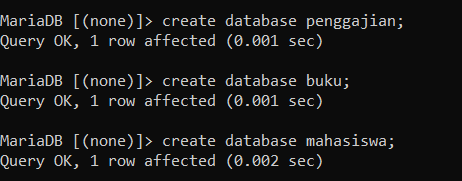 MariaDB [(none)]> create database penggajian;
Query OK, 1 row affected (0.001 sec)
MariaDB [(none)]> create database buku;
Query OK, 1 row affected (0.001 sec)
MariaDB [(none)]> create database mahasiswa;
Query OK, 1 row affected (0.002 sec)